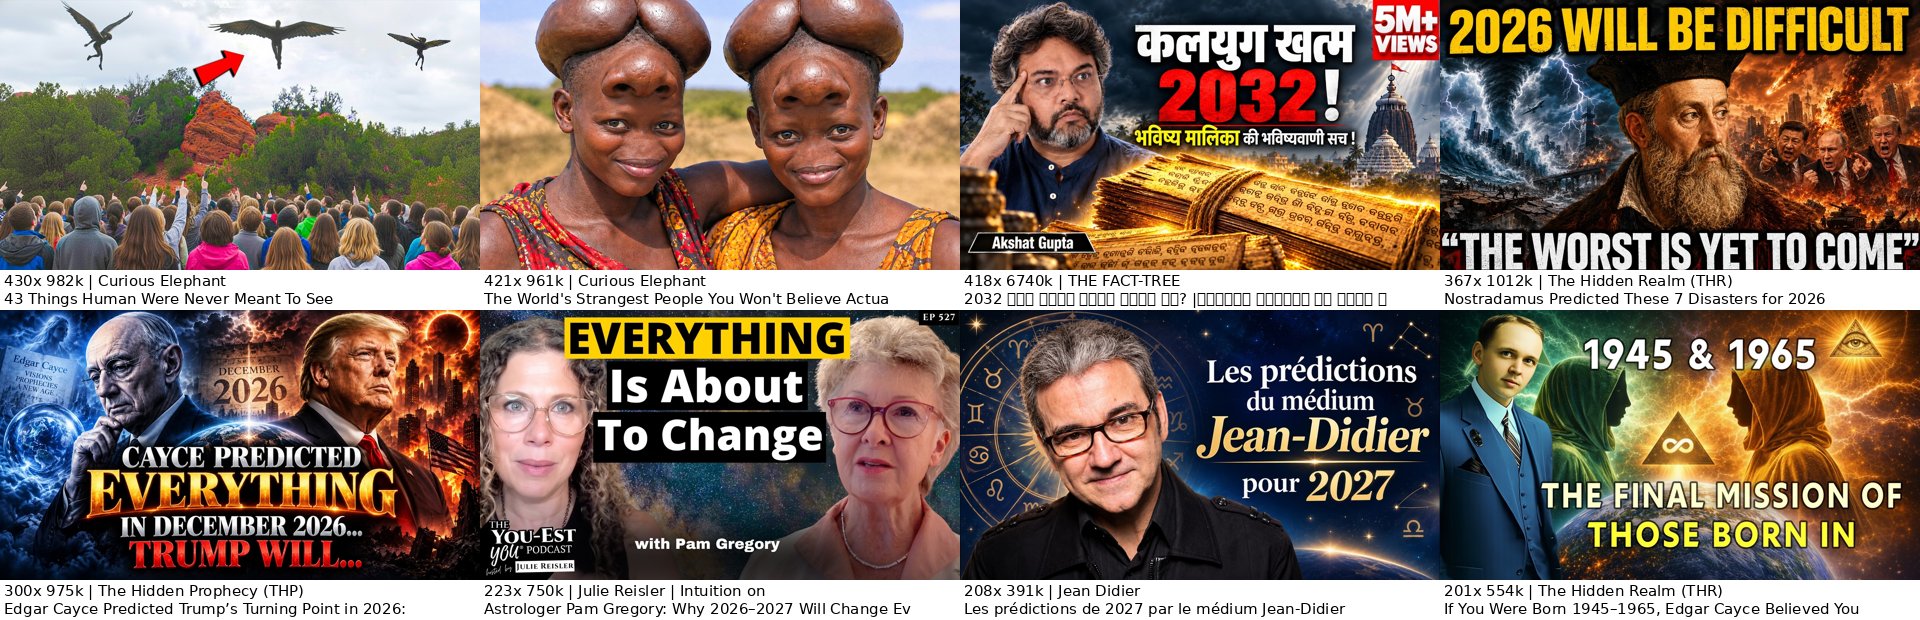 430x 982k | Curious Elephant
43 Things Human Were Never Meant To See
421x 961k | Curious Elephant
The World's Strangest People You Won't Believe Actua
कलयुग खत्म
2032!
भविष्य मालिका की भविष्यवाणी सच !
5M+
VIEWS
Akshat Gupta
418x 6740k | THE FACT-TREE
2026 WILL BE DIFFICULT
“THE WORST IS YET TO COME”
367x 1012k | The Hidden Realm (THR)
Nostradamus Predicted These 7 Disasters for 2026
Edgar Cayce
VISIONS
PROPHECIES
A NEW AGE
DECEMBER
2026
CAYCE PREDICTED
EVERYTHING
IN DECEMBER 2026...
TRUMP WILL...
300x 975k | The Hidden Prophecy (THP)
Edgar Cayce Predicted Trump’s Turning Point in 2026:
EP 527
EVERYTHING
Is About
To Change
with Pam Gregory
THE
YOU-EST
YOU PODCAST
hosted by JULIE REISLER
223x 750k | Julie Reisler | Intuition on
Astrologer Pam Gregory: Why 2026–2027 Will Change Ev
Les prédictions
du médium
Jean-Didier
pour 2027
208x 391k | Jean Didier
Les prédictions de 2027 par le médium Jean-Didier
1945 & 1965
THE FINAL MISSION OF
THOSE BORN IN
201x 554k | The Hidden Realm (THR)
If You Were Born 1945–1965, Edgar Cayce Believed You